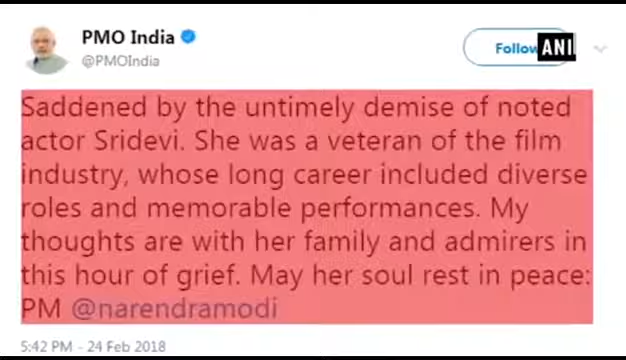 PMO India
@PMOIndia
Follow
ANI
Saddened by the untimely demise of noted
actor Sridevi. She was a veteran of the film
industry, whose long career included diverse
roles and memorable performances. My
thoughts are with her family and admirers in
this hour of grief. May her soul rest in peace:
PM @narendramodi
5:42 PM - 24 Feb 2018